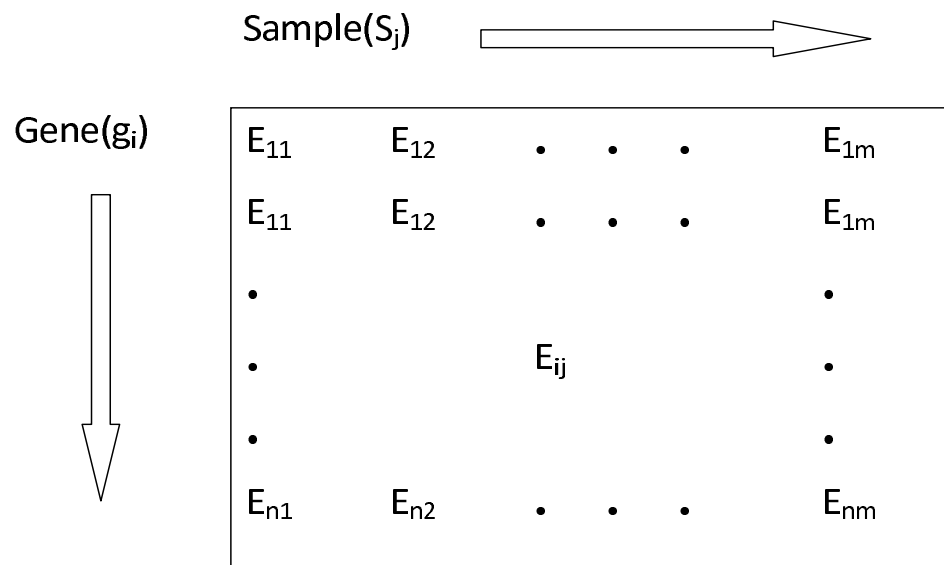 Sample(Sj)
Gene(gi)
E11 E12 . . . E1m
E11 E12 . . . E1m
. .
. Eij .
. .
En1 En2 . . . Enm